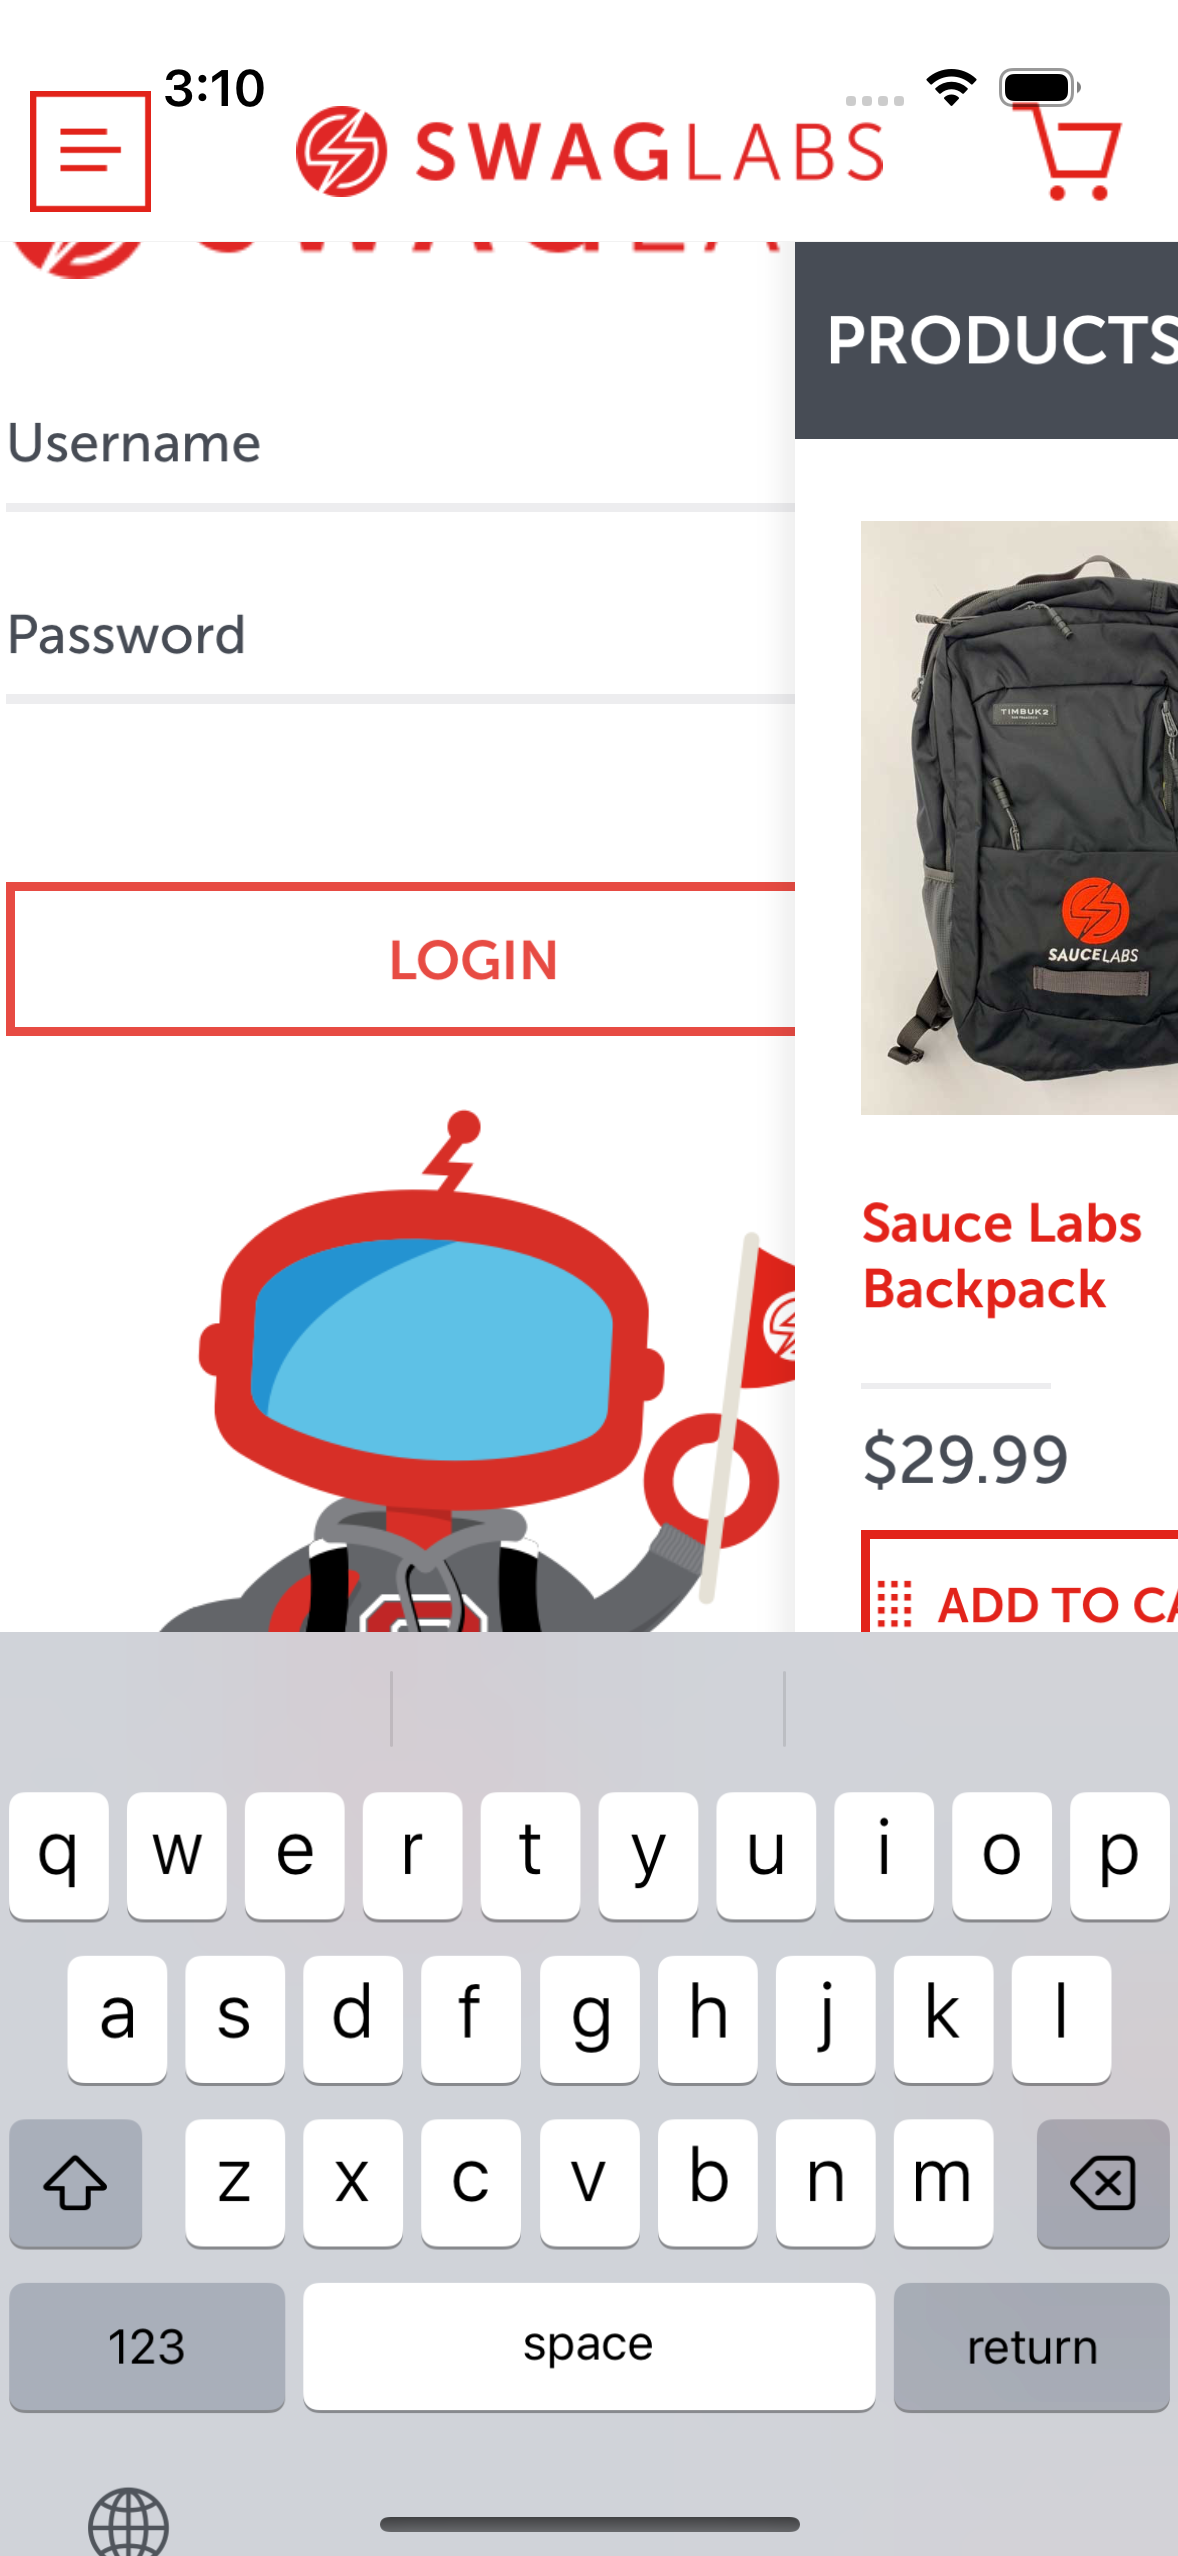 3:10
SWAGLABS
PRODUCTS
Username
Password
TIMBUK2
LOGIN
SAUCELABS
Sauce Labs
Backpack
$29.99
ADD TO CA
q w e r t y u i o p
a s d f g h j k l
z x c v b n m
123 space return